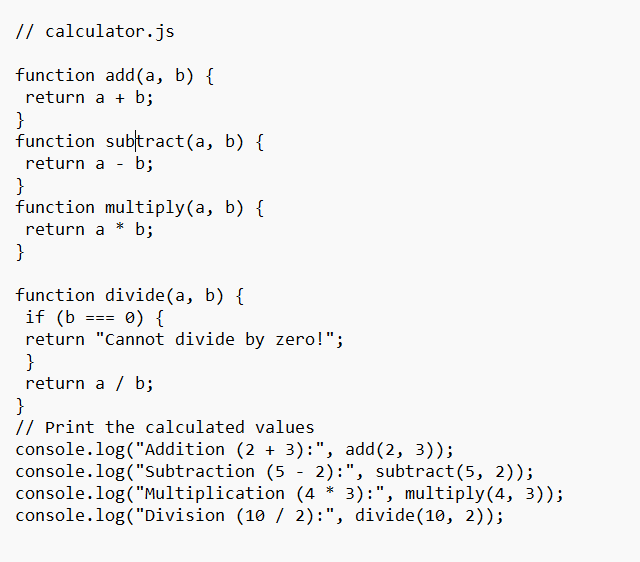 // calculator.js

function add(a, b) {
 return a + b;
}
function subtract(a, b) {
 return a - b;
}
function multiply(a, b) {
 return a * b;
}

function divide(a, b) {
 if (b === 0) {
 return "Cannot divide by zero!";
 }
 return a / b;
}
// Print the calculated values
console.log("Addition (2 + 3):", add(2, 3));
console.log("Subtraction (5 - 2):", subtract(5, 2));
console.log("Multiplication (4 * 3):", multiply(4, 3));
console.log("Division (10 / 2):", divide(10, 2));